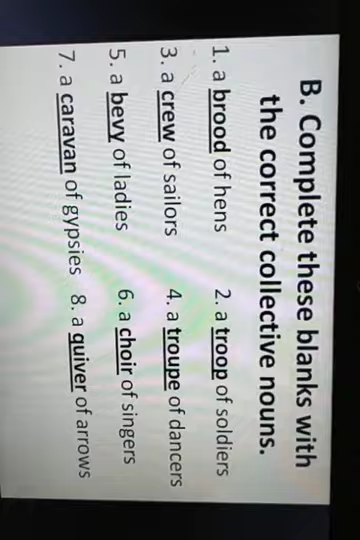 B. Complete these blanks with
the correct collective nouns.
1. a brood of hens 2. a troop of soldiers
3. a crew of sailors 4. a troupe of dancers
5. a bevy of ladies 6. a choir of singers
7. a caravan of gypsies 8. a quiver of arrows